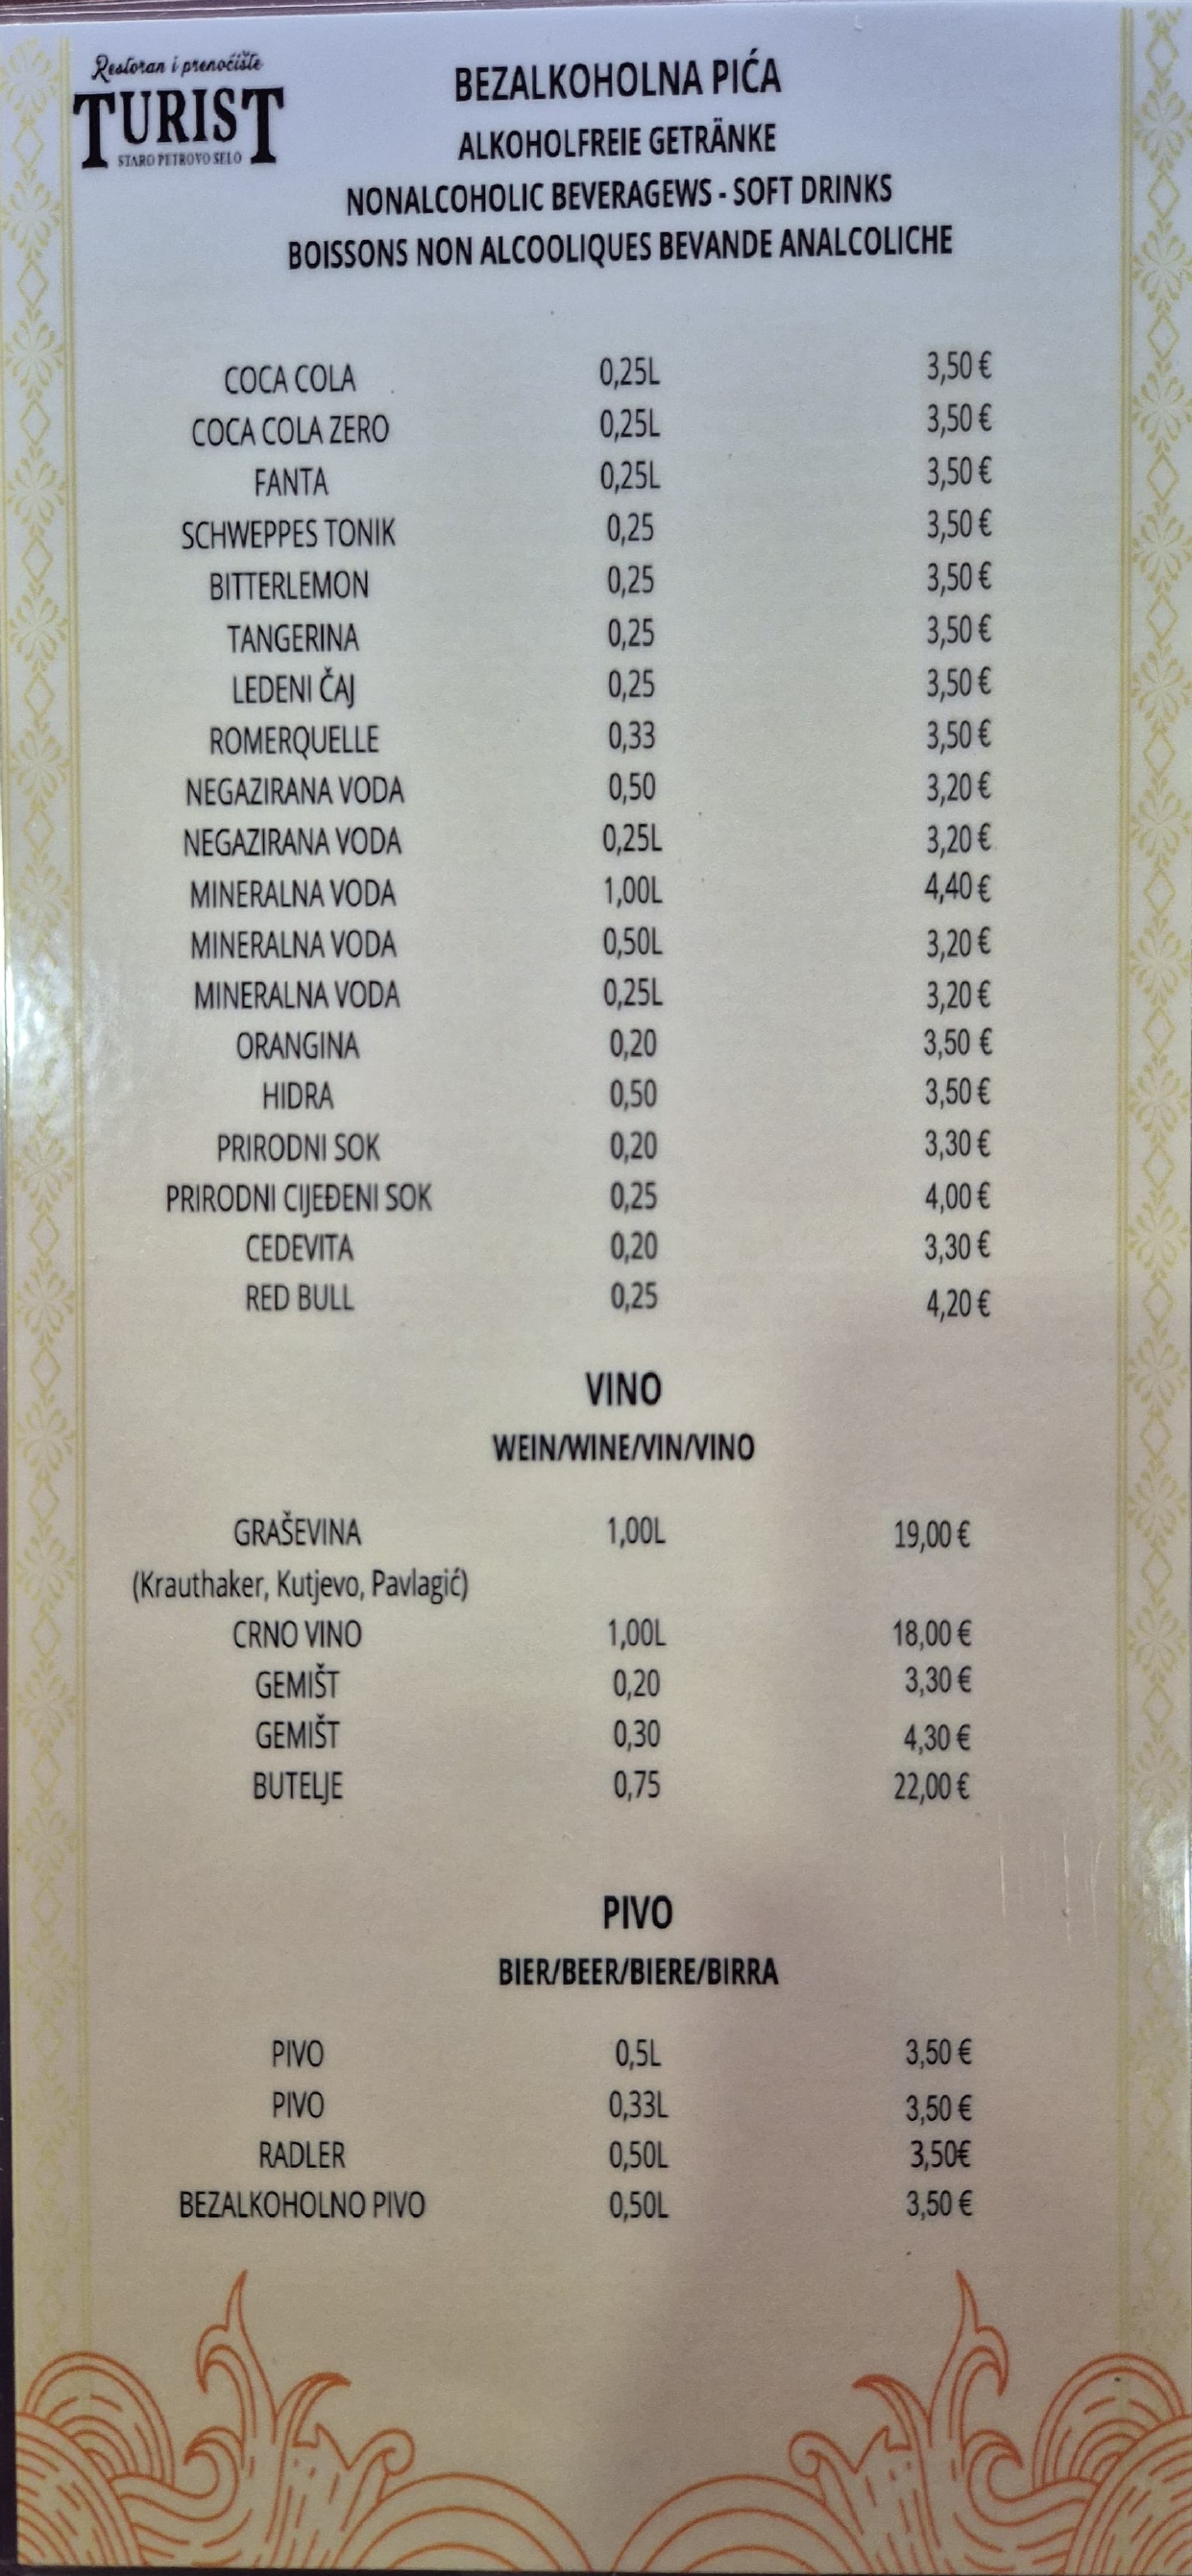 Restoran i prenoćište
TURIST
STARO PETROVO SELO
BEZALKOHOLNA PIĆA
ALKOHOLFREIE GETRÄNKE
NONALCOHOLIC BEVERAGEWS - SOFT DRINKS
BOISSONS NON ALCOOLIQUES BEVANDE ANALCOLICHE
COCA COLA 0,25L 3,50 €
COCA COLA ZERO 0,25L 3,50 €
FANTA 0,25L 3,50 €
SCHWEPPES TONIK 0,25 3,50 €
BITTERLEMON 0,25 3,50 €
TANGERINA 0,25 3,50 €
LEDENI ČAJ 0,25 3,50 €
ROMERQUELLE 0,33 3,50 €
NEGAZIRANA VODA 0,50 3,20 €
NEGAZIRANA VODA 0,25L 3,20 €
MINERALNA VODA 1,00L 4,40 €
MINERALNA VODA 0,50L 3,20 €
MINERALNA VODA 0,25L 3,20 €
ORANGINA 0,20 3,50 €
HIDRA 0,50 3,50 €
PRIRODNI SOK 0,20 3,30 €
PRIRODNI CIJEĐENI SOK 0,25 4,00 €
CEDEVITA 0,20 3,30 €
RED BULL 0,25 4,20 €
VINO
WEIN/WINE/VIN/VINO
GRAŠEVINA 1,00L 19,00 €
(Krauthaker, Kutjevo, Pavlagić)
CRNO VINO 1,00L 18,00 €
GEMIŠT 0,20 3,30 €
GEMIŠT 0,30 4,30 €
BUTELJE 0,75 22,00 €
PIVO
BIER/BEER/BIERE/BIRRA
PIVO 0,5L 3,50 €
PIVO 0,33L 3,50 €
RADLER 0,50L 3,50€
BEZALKOHOLNO PIVO 0,50L 3,50 €